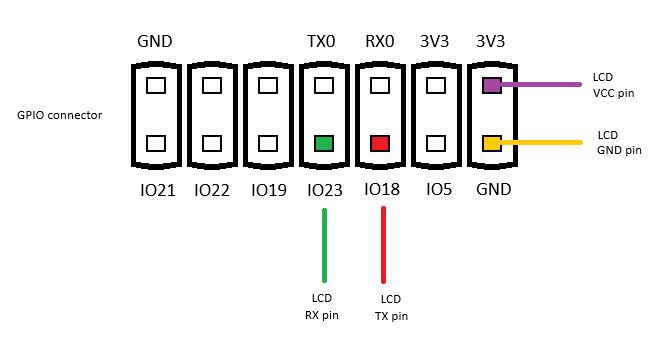 GND TX0 RX0 3V3 3V3
LCD
VCC pin
GPIO connector
LCD
GND pin
IO21 IO22 IO19 IO23 IO18 IO5 GND
LCD
RX pin
LCD
TX pin